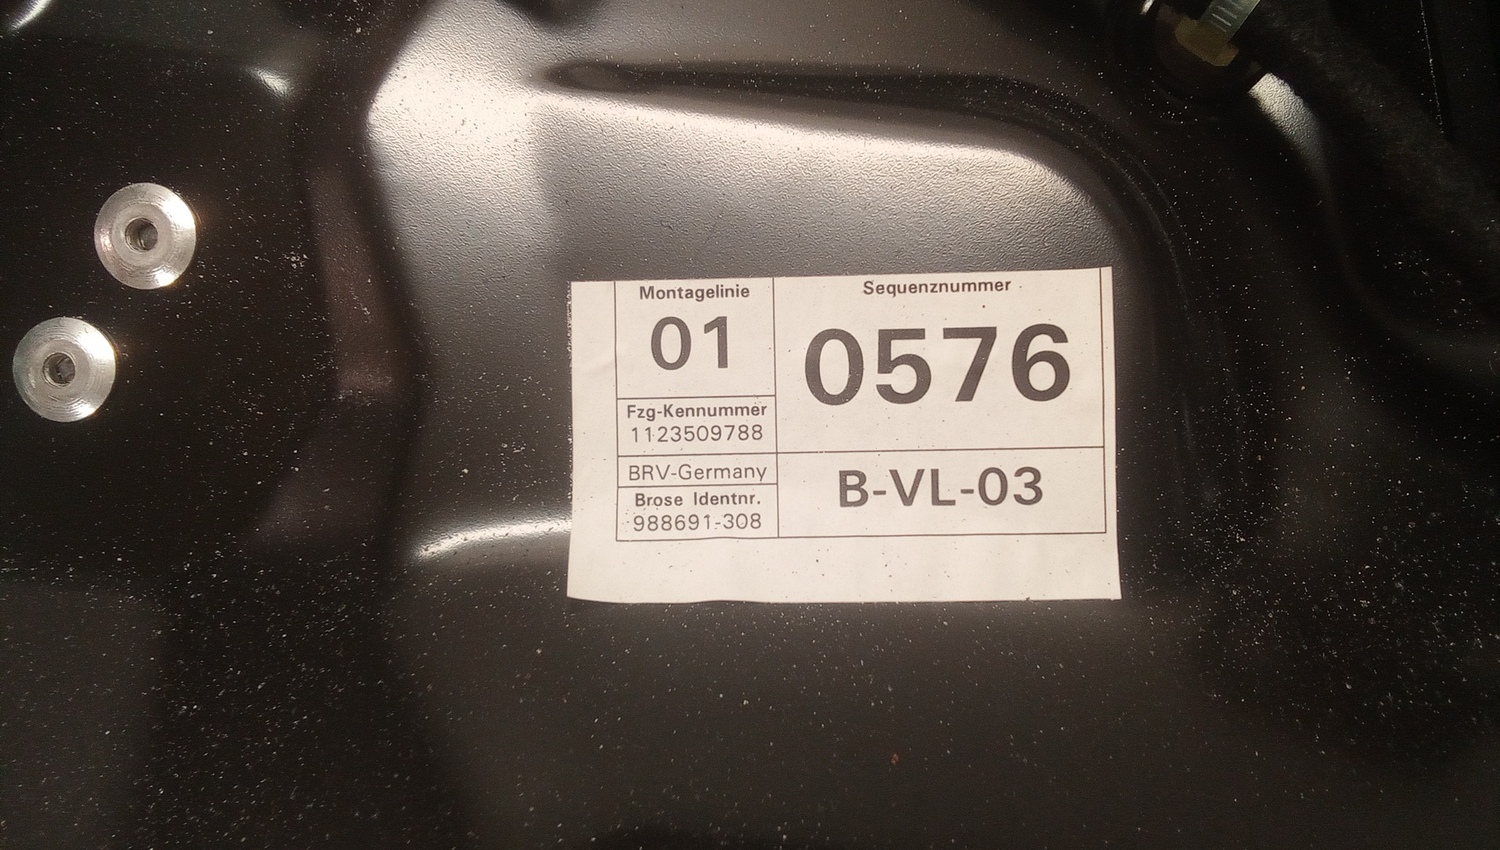 Montagelinie
01
Sequenznummer
0576
Fzg-Kennummer
1123509788
BRV-Germany
Brose Identnr.
988691-308
B-VL-03